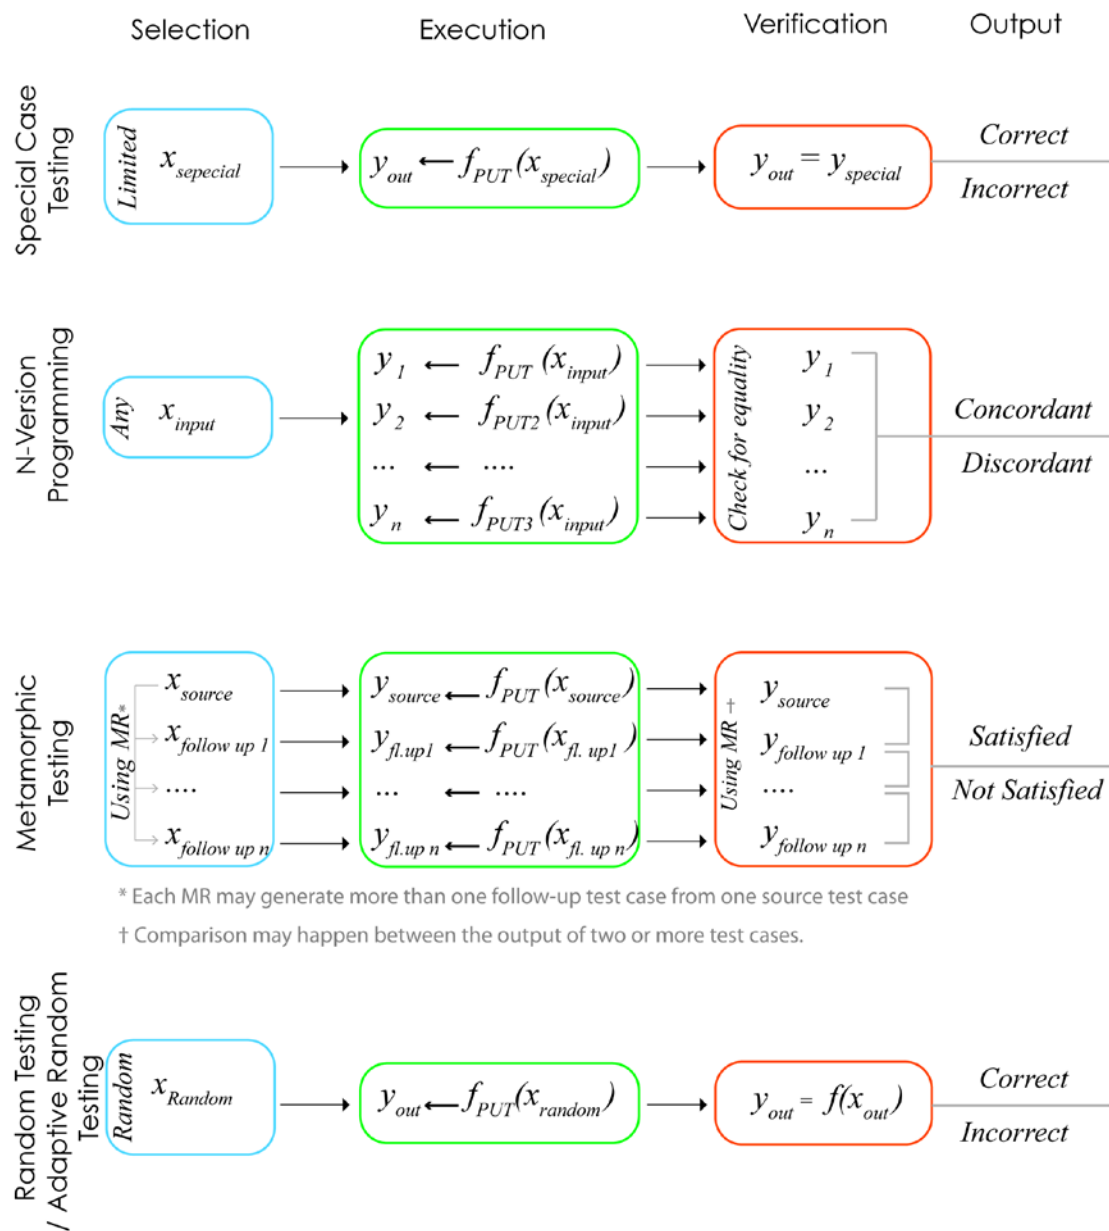 Selection Execution Verification Output
Special Case
Testing
Limited
x_sepecial
y_out ← f_PUT(x_special)
y_out = y_special
Correct
Incorrect
N-Version
Programming
Any
x_input
y_1 ← f_PUT(x_input)
y_2 ← f_PUT2(x_input)
... ← ....
y_n ← f_PUT3(x_input)
Check for equality
y_1
y_2
...
y_n
Concordant
Discordant
Metamorphic
Testing
Using MR*
x_source
x_follow up 1
....
x_follow up n
y_source ← f_PUT(x_source)
y_fl.up1 ← f_PUT(x_fl. up1)
... ← ....
y_fl.up n ← f_PUT(x_fl. up n)
Using MR †
y_source
y_follow up 1
....
y_follow up n
Satisfied
Not Satisfied
* Each MR may generate more than one follow-up test case from one source test case
† Comparison may happen between the output of two or more test cases.
Random Testing
/ Adaptive Random
Testing
Random
x_Random
y_out ← f_PUT(x_random)
y_out = f(x_out)
Correct
Incorrect